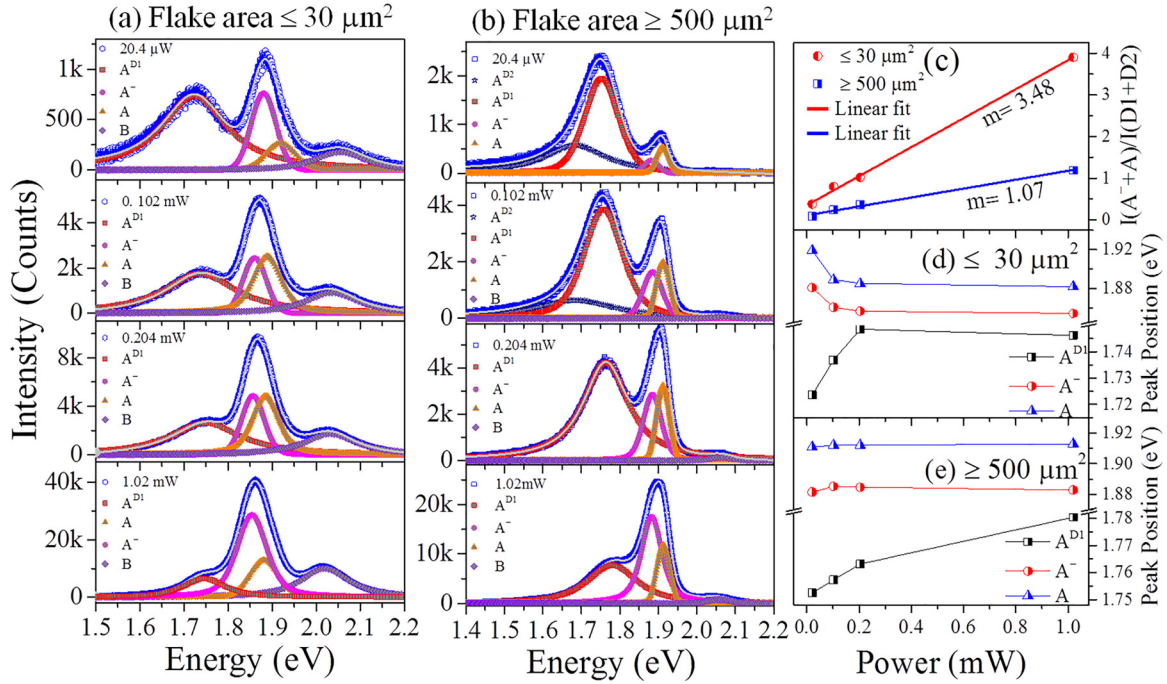 (a) Flake area ≤ 30 µm²
20.4 µW
A^D1
A⁻
A
B
1k
500
0
0. 102 mW
A^D1
A⁻
A
B
4k
2k
0
0.204 mW
A^D1
A⁻
A
B
8k
4k
0
1.02 mW
A^D1
A
A⁻
B
40k
20k
0
1.5 1.6 1.7 1.8 1.9 2.0 2.1 2.2
Energy (eV)
Intensity (Counts)
(b) Flake area ≥ 500 µm²
20.4 µW
A^D2
A^D1
A⁻
A
2k
1k
0
0.102 mW
A^D2
A^D1
A⁻
A
B
4k
2k
0
0.204 mW
A^D1
A⁻
A
B
4k
2k
0
1.02mW
A^D1
A⁻
A
B
20k
10k
0
1.4 1.5 1.6 1.7 1.8 1.9 2.0 2.1 2.2
Energy (eV)
(c)
≤ 30 µm²
≥ 500 µm²
Linear fit
Linear fit
m= 3.48
m= 1.07
4
3
2
1
0
I(A⁻+A)/I(D1+D2)
(d) ≤ 30 µm²
1.92
1.88
1.74
1.73
1.72
A^D1
A⁻
A
Peak Position (eV)
(e) ≥ 500 µm²
1.92
1.90
1.88
1.78
1.77
1.76
1.75
A^D1
A⁻
A
Peak Position (eV)
0.0 0.2 0.4 0.6 0.8 1.0
Power (mW)